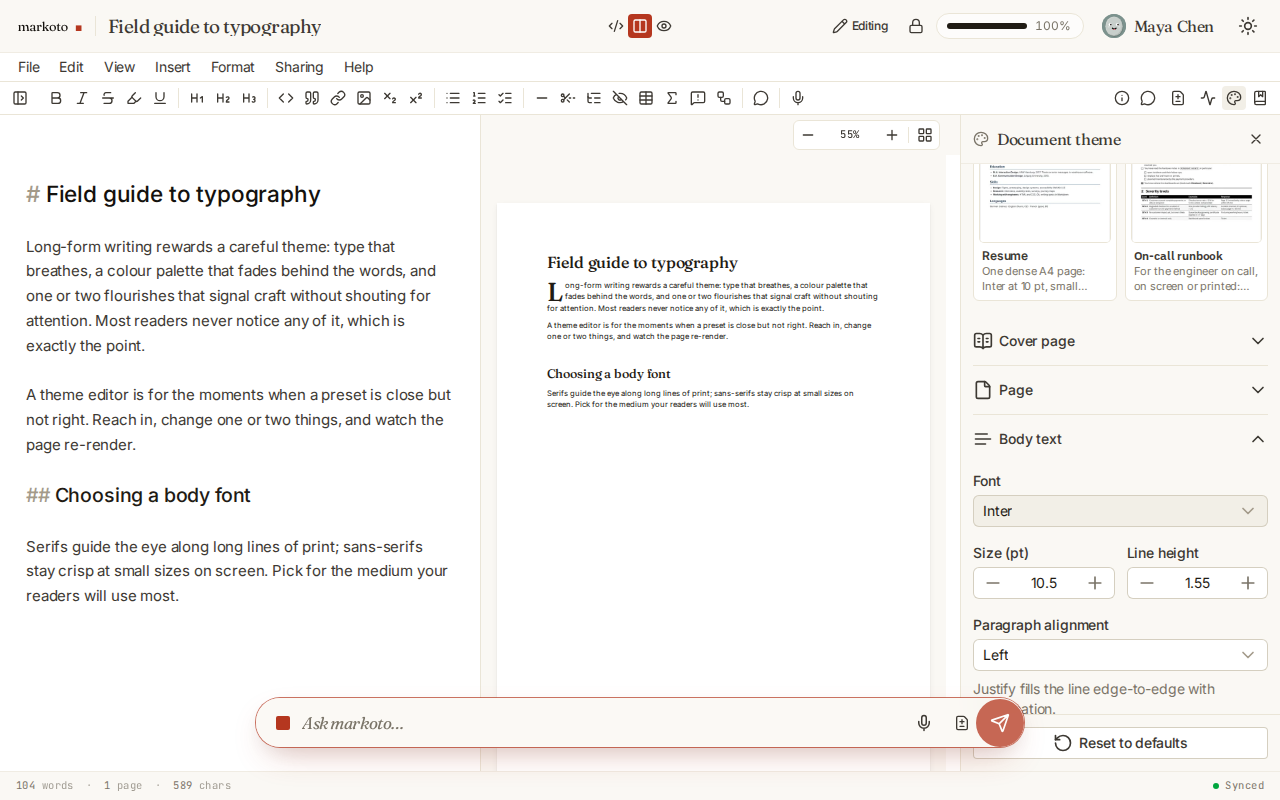 markoto
Field guide to typography
Editing
100%
Maya Chen
File Edit View Insert Format Sharing Help
H1 H2 H3
55%
Document theme
# Field guide to typography
Long-form writing rewards a careful theme: type that
breathes, a colour palette that fades behind the words, and
one or two flourishes that signal craft without shouting for
attention. Most readers never notice any of it, which is
exactly the point.
A theme editor is for the moments when a preset is close but
not right. Reach in, change one or two things, and watch the
page re-render.
## Choosing a body font
Serifs guide the eye along long lines of print; sans-serifs
stay crisp at small sizes on screen. Pick for the medium your
readers will use most.
Field guide to typography
Long-form writing rewards a careful theme: type that breathes, a colour palette that
fades behind the words, and one or two flourishes that signal craft without shouting
for attention. Most readers never notice any of it, which is exactly the point.
A theme editor is for the moments when a preset is close but not right. Reach in, change
one or two things, and watch the page re-render.
Choosing a body font
Serifs guide the eye along long lines of print; sans-serifs stay crisp at small sizes on
screen. Pick for the medium your readers will use most.
Resume
One dense A4 page:
Inter at 10 pt, small...
On-call runbook
For the engineer on call,
on screen or printed:...
Cover page
Page
Body text
Font
Inter
Size (pt)
10.5
Line height
1.55
Paragraph alignment
Left
Justify fills the line edge-to-edge with
Reset to defaults
Ask markoto...
104 words · 1 page · 589 chars
Synced